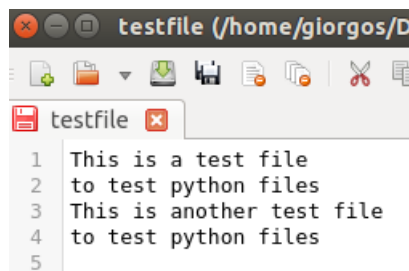 testfile (/home/giorgos/D
testfile
1 This is a test file
2 to test python files
3 This is another test file
4 to test python files
5